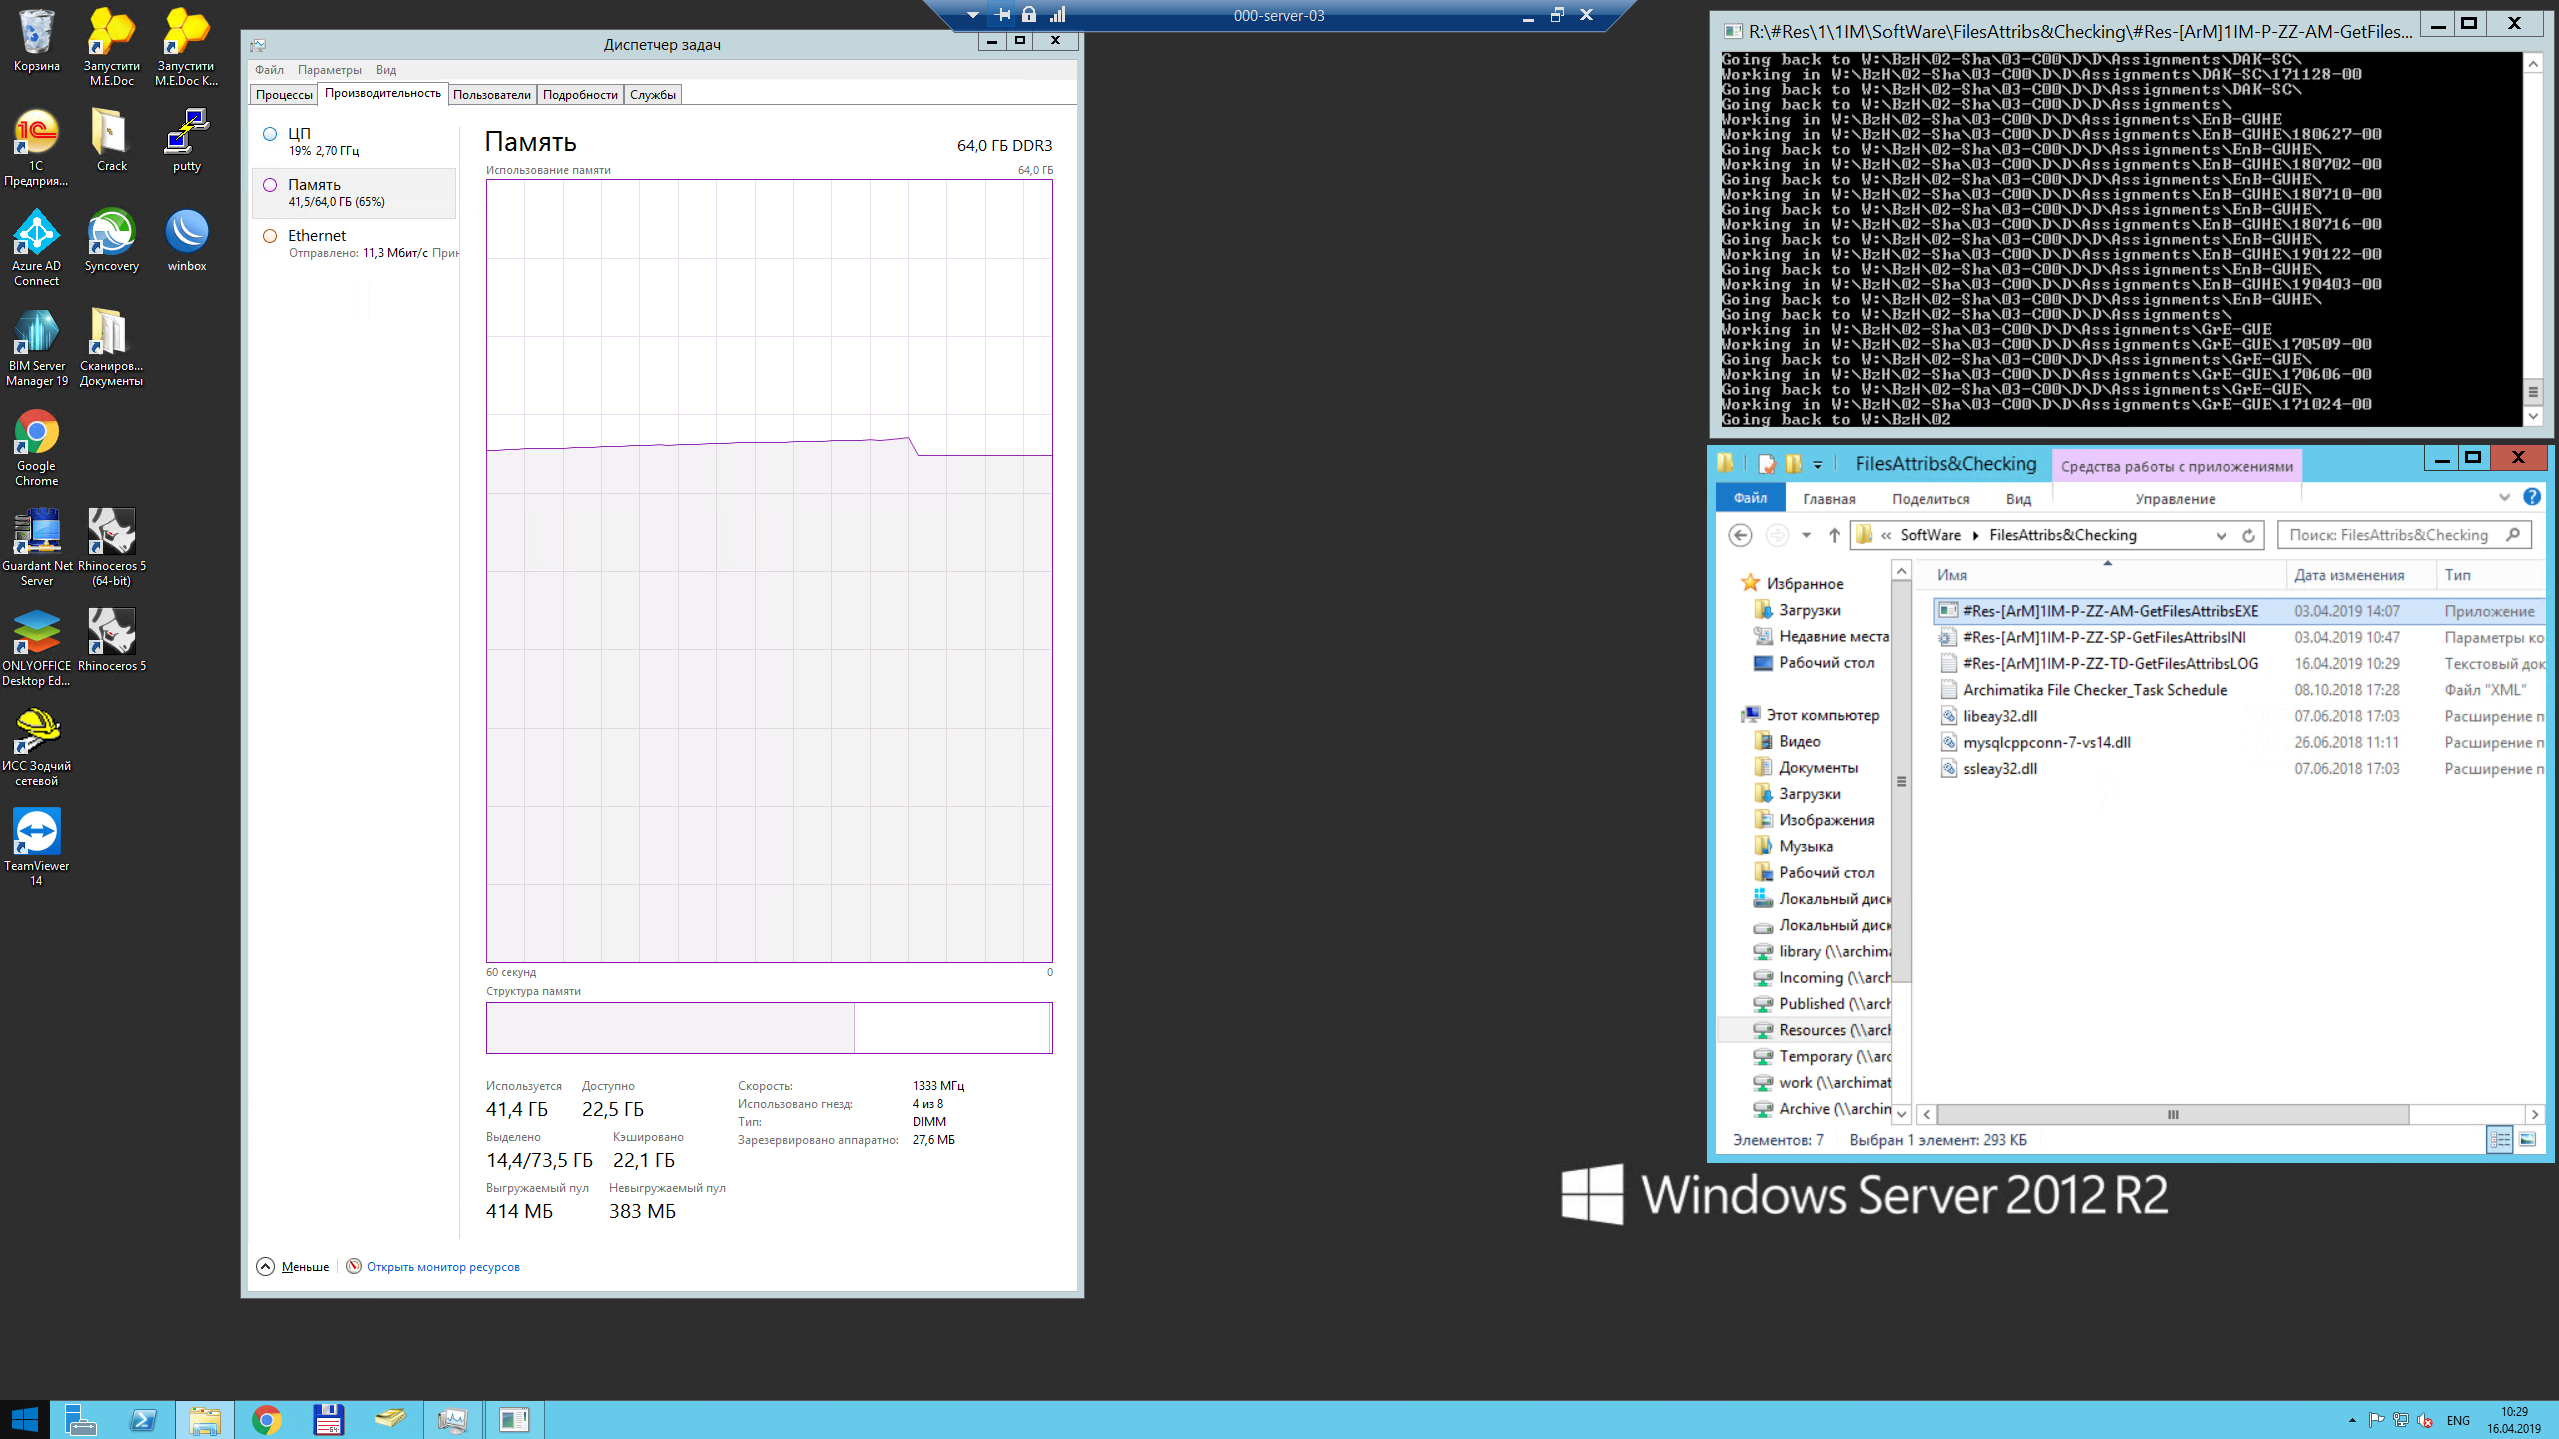 000-server-03
Корзина
Запустити M.E.Doc
Запустити M.E.Doc K...
1С Предприя...
Crack
putty
Azure AD Connect
Syncovery
winbox
BIM Server Manager 19
Сканиров... Документы
Google Chrome
Guardant Net Server
Rhinoceros 5 (64-bit)
ONLYOFFICE Desktop Ed...
Rhinoceros 5
ИСС Зодчий сетевой
TeamViewer 14
Диспетчер задач
Файл Параметры Вид
Процессы Производительность Пользователи Подробности Службы
ЦП
19% 2,70 ГГц
Память
41,5/64,0 ГБ (65%)
Ethernet
Отправлено: 11,3 Мбит/с Прин
Память 64,0 ГБ DDR3
Использование памяти 64,0 ГБ
60 секунд 0
Структура памяти
Используется Доступно
41,4 ГБ 22,5 ГБ
Выделено Кэшировано
14,4/73,5 ГБ 22,1 ГБ
Выгружаемый пул Невыгружаемый пул
414 МБ 383 МБ
Скорость: 1333 МГц
Использовано гнезд: 4 из 8
Тип: DIMM
Зарезервировано аппаратно: 27,6 МБ
Меньше Открыть монитор ресурсов
R:\#Res\1\1IM\SoftWare\FilesAttribs&Checking\#Res-[ArM]1IM-P-ZZ-AM-GetFiles...
Going back to W:\BzH\02-Sha\03-C00\D\D\Assignments\DAK-SC\
Working in W:\BzH\02-Sha\03-C00\D\D\Assignments\DAK-SC\171128-00
Going back to W:\BzH\02-Sha\03-C00\D\D\Assignments\DAK-SC\
Going back to W:\BzH\02-Sha\03-C00\D\D\Assignments\
Working in W:\BzH\02-Sha\03-C00\D\D\Assignments\EnB-GUHE
Working in W:\BzH\02-Sha\03-C00\D\D\Assignments\EnB-GUHE\180627-00
Going back to W:\BzH\02-Sha\03-C00\D\D\Assignments\EnB-GUHE\
Working in W:\BzH\02-Sha\03-C00\D\D\Assignments\EnB-GUHE\180702-00
Going back to W:\BzH\02-Sha\03-C00\D\D\Assignments\EnB-GUHE\
Working in W:\BzH\02-Sha\03-C00\D\D\Assignments\EnB-GUHE\180710-00
Going back to W:\BzH\02-Sha\03-C00\D\D\Assignments\EnB-GUHE\
Working in W:\BzH\02-Sha\03-C00\D\D\Assignments\EnB-GUHE\180716-00
Going back to W:\BzH\02-Sha\03-C00\D\D\Assignments\EnB-GUHE\
Working in W:\BzH\02-Sha\03-C00\D\D\Assignments\EnB-GUHE\190122-00
Going back to W:\BzH\02-Sha\03-C00\D\D\Assignments\EnB-GUHE\
Working in W:\BzH\02-Sha\03-C00\D\D\Assignments\EnB-GUHE\190403-00
Going back to W:\BzH\02-Sha\03-C00\D\D\Assignments\EnB-GUHE\
Going back to W:\BzH\02-Sha\03-C00\D\D\Assignments\
Working in W:\BzH\02-Sha\03-C00\D\D\Assignments\GrE-GUE
Working in W:\BzH\02-Sha\03-C00\D\D\Assignments\GrE-GUE\170509-00
Going back to W:\BzH\02-Sha\03-C00\D\D\Assignments\GrE-GUE\
Working in W:\BzH\02-Sha\03-C00\D\D\Assignments\GrE-GUE\170606-00
Going back to W:\BzH\02-Sha\03-C00\D\D\Assignments\GrE-GUE\
Working in W:\BzH\02-Sha\03-C00\D\D\Assignments\GrE-GUE\171024-00
Going back to W:\BzH\02
FilesAttribs&Checking Средства работы с приложениями
Файл Главная Поделиться Вид Управление
« SoftWare FilesAttribs&Checking Поиск: FilesAttribs&Checking
Имя Дата изменения Тип
#Res-[ArM]1IM-P-ZZ-AM-GetFilesAttribsEXE 03.04.2019 14:07 Приложение
#Res-[ArM]1IM-P-ZZ-SP-GetFilesAttribsINI 03.04.2019 10:47 Параметры ко
#Res-[ArM]1IM-P-ZZ-TD-GetFilesAttribsLOG 16.04.2019 10:29 Текстовый док
Archimatika File Checker_Task Schedule 08.10.2018 17:28 Файл "XML"
libeay32.dll 07.06.2018 17:03 Расширение п
mysqlcppconn-7-vs14.dll 26.06.2018 11:11 Расширение п
ssleay32.dll 07.06.2018 17:03 Расширение п
Избранное
Загрузки
Недавние места
Рабочий стол
Этот компьютер
Видео
Документы
Загрузки
Изображения
Музыка
Рабочий стол
Локальный диск
Локальный диск
library (\\archima
Incoming (\\arch
Published (\\arch
Resources (\\arch
Temporary (\\arc
work (\\archimat
Archive (\\archim
Элементов: 7 Выбран 1 элемент: 293 КБ
Windows Server 2012 R2
ENG
10:29
16.04.2019